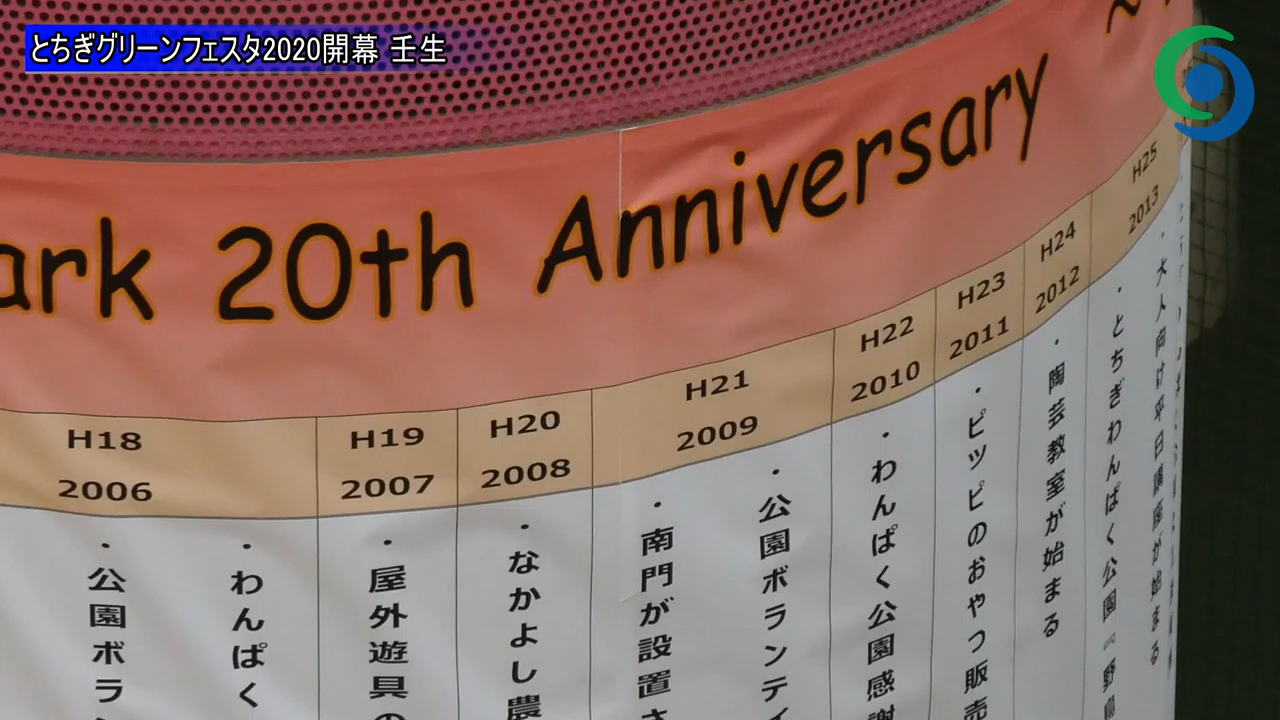 とちぎグリーンフェスタ2020開幕 壬生
ark 20th Anniversary ~
H18
2006
・公園ボラ
・わんぱく
H19
2007
・屋外遊具の
H20
2008
・なかよし農
H21
2009
・南門が設置さ
・公園ボランティ
H22
2010
・わんぱく公園感謝
H23
2011
・ピッピのおやつ販売
H24
2012
・陶芸教室が始まる
H25
2013
・とちぎわんぱく公園『野鳥
・大人向け平日講座が始まる